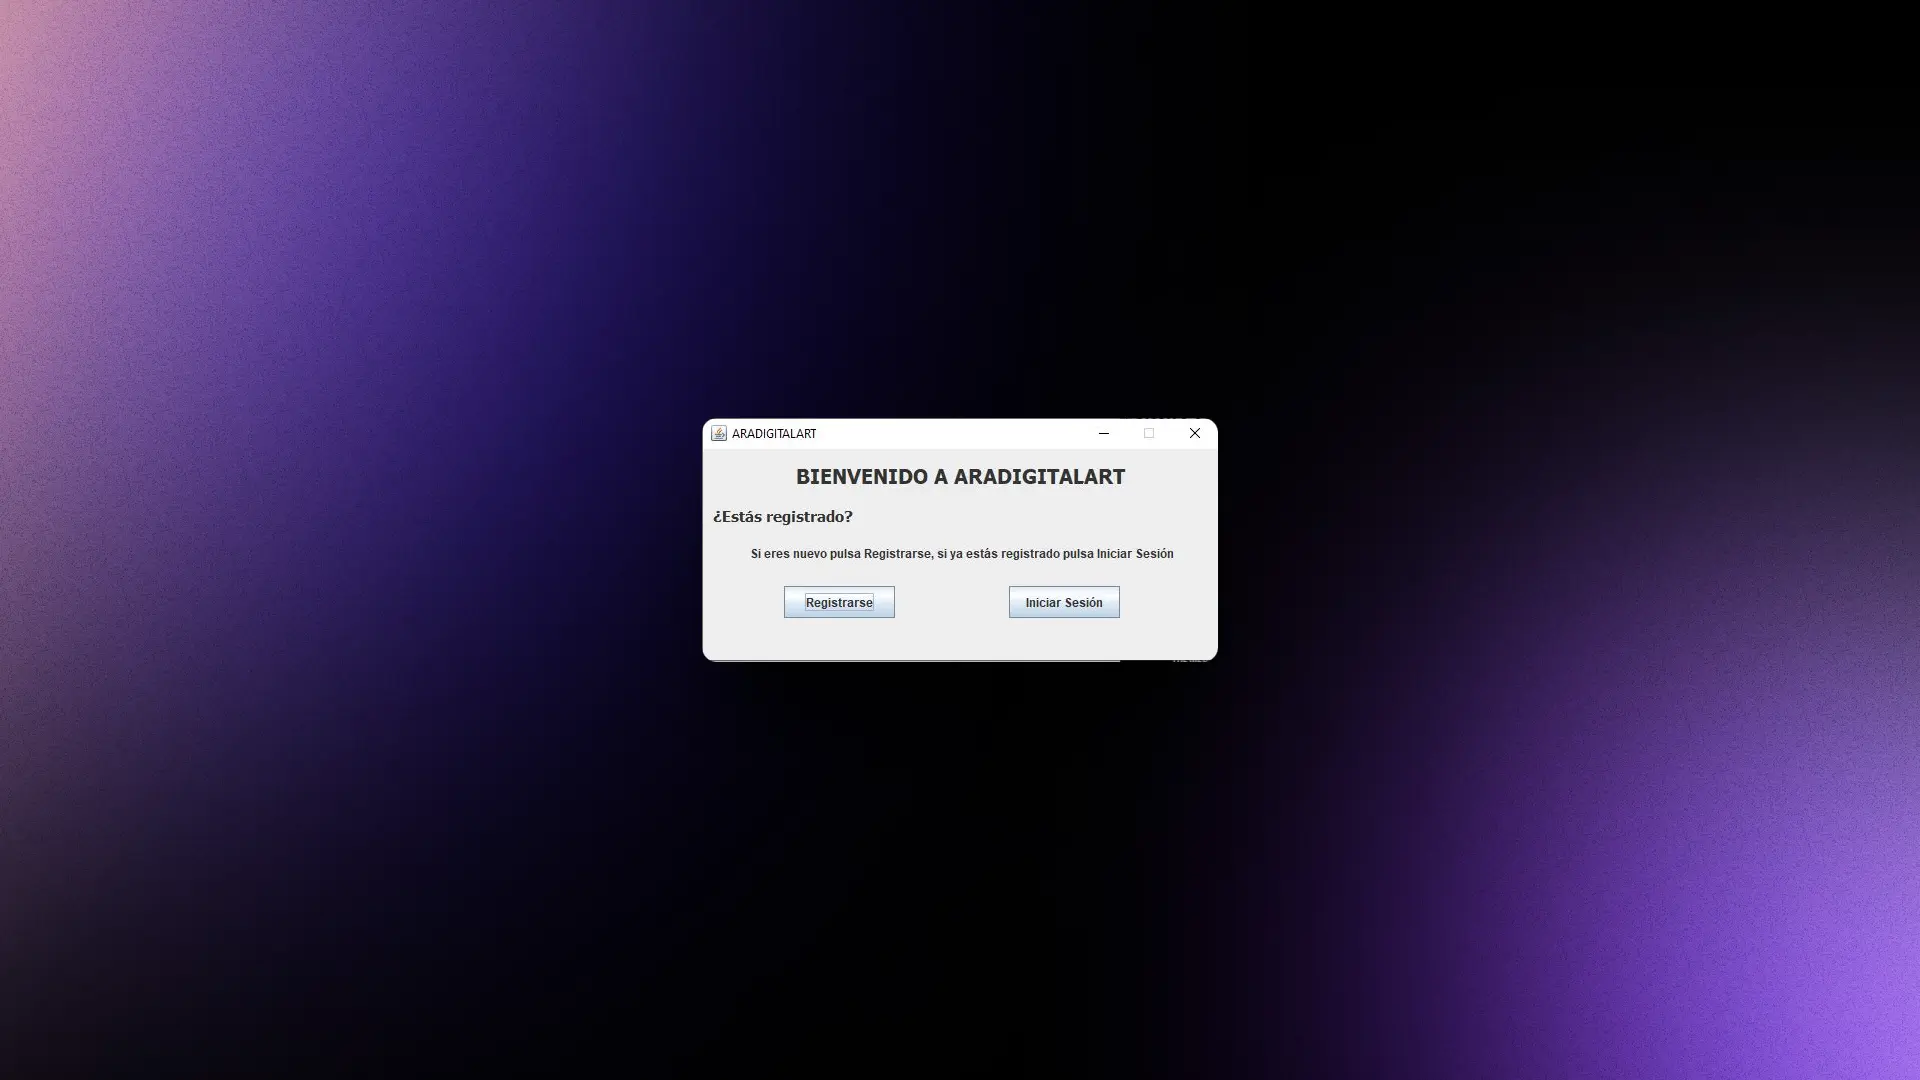 ARADIGITALART
BIENVENIDO A ARADIGITALART
¿Estás registrado?
Si eres nuevo pulsa Registrarse, si ya estás registrado pulsa Iniciar Sesión
Registrarse
Iniciar Sesión